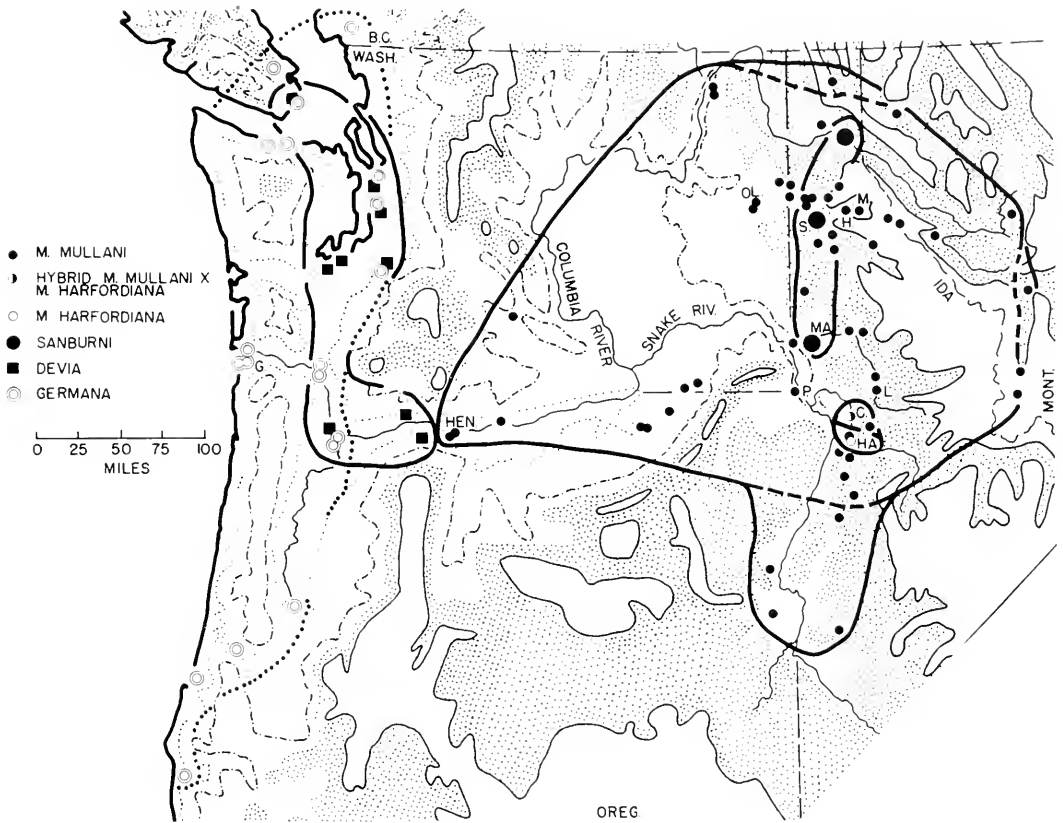 B.C.
WASH.
M. MULLANI
HYBRID M. MULLANI X
M. HARFORDIANA
M HARFORDIANA
SANBURNI
DEVIA
GERMANA
0 25 50 75 100
MILES
OL
M.
H
S
COLUMBIA
RIVER
SNAKE RIV.
IDA
MA
MONT.
G
P
L
HEN
C
HA
OREG